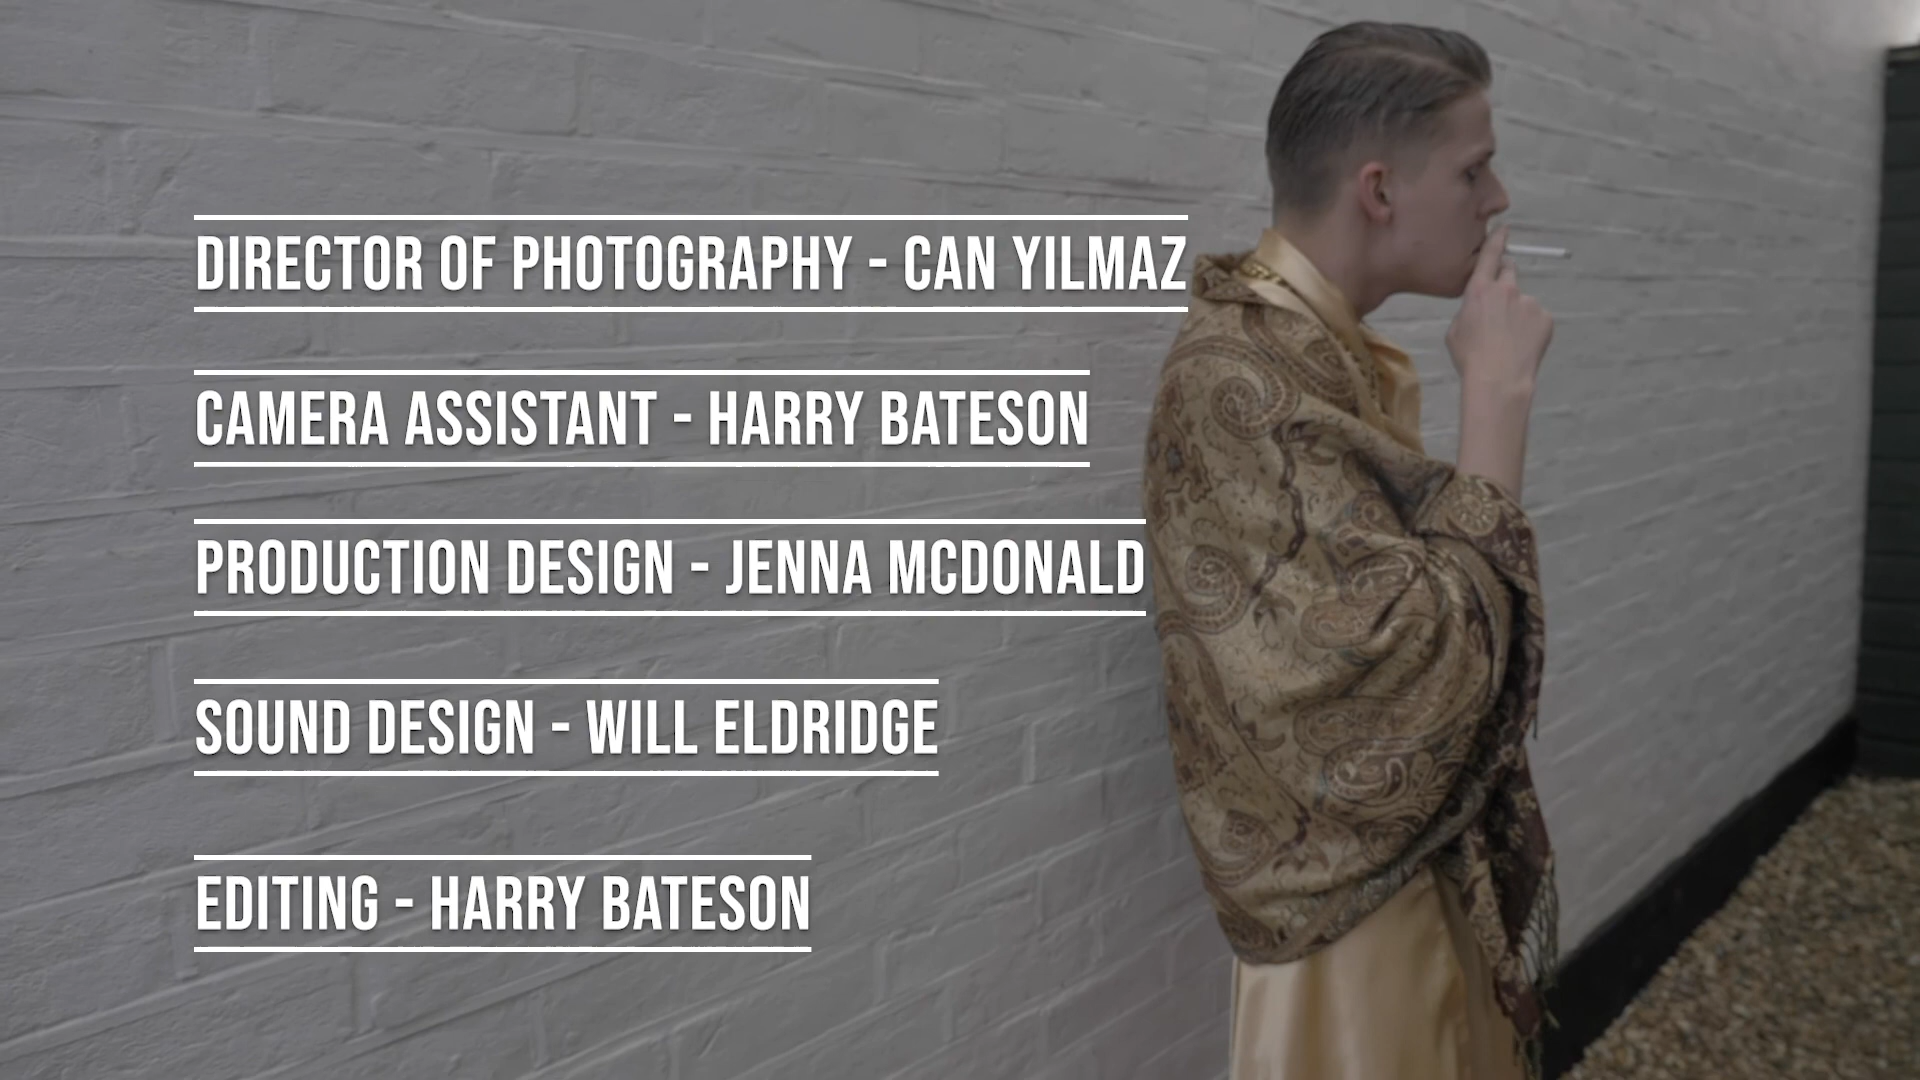 DIRECTOR OF PHOTOGRAPHY - CAN YILMAZ
CAMERA ASSISTANT - HARRY BATESON
PRODUCTION DESIGN - JENNA MCDONALD
SOUND DESIGN - WILL ELDRIDGE
EDITING - HARRY BATESON